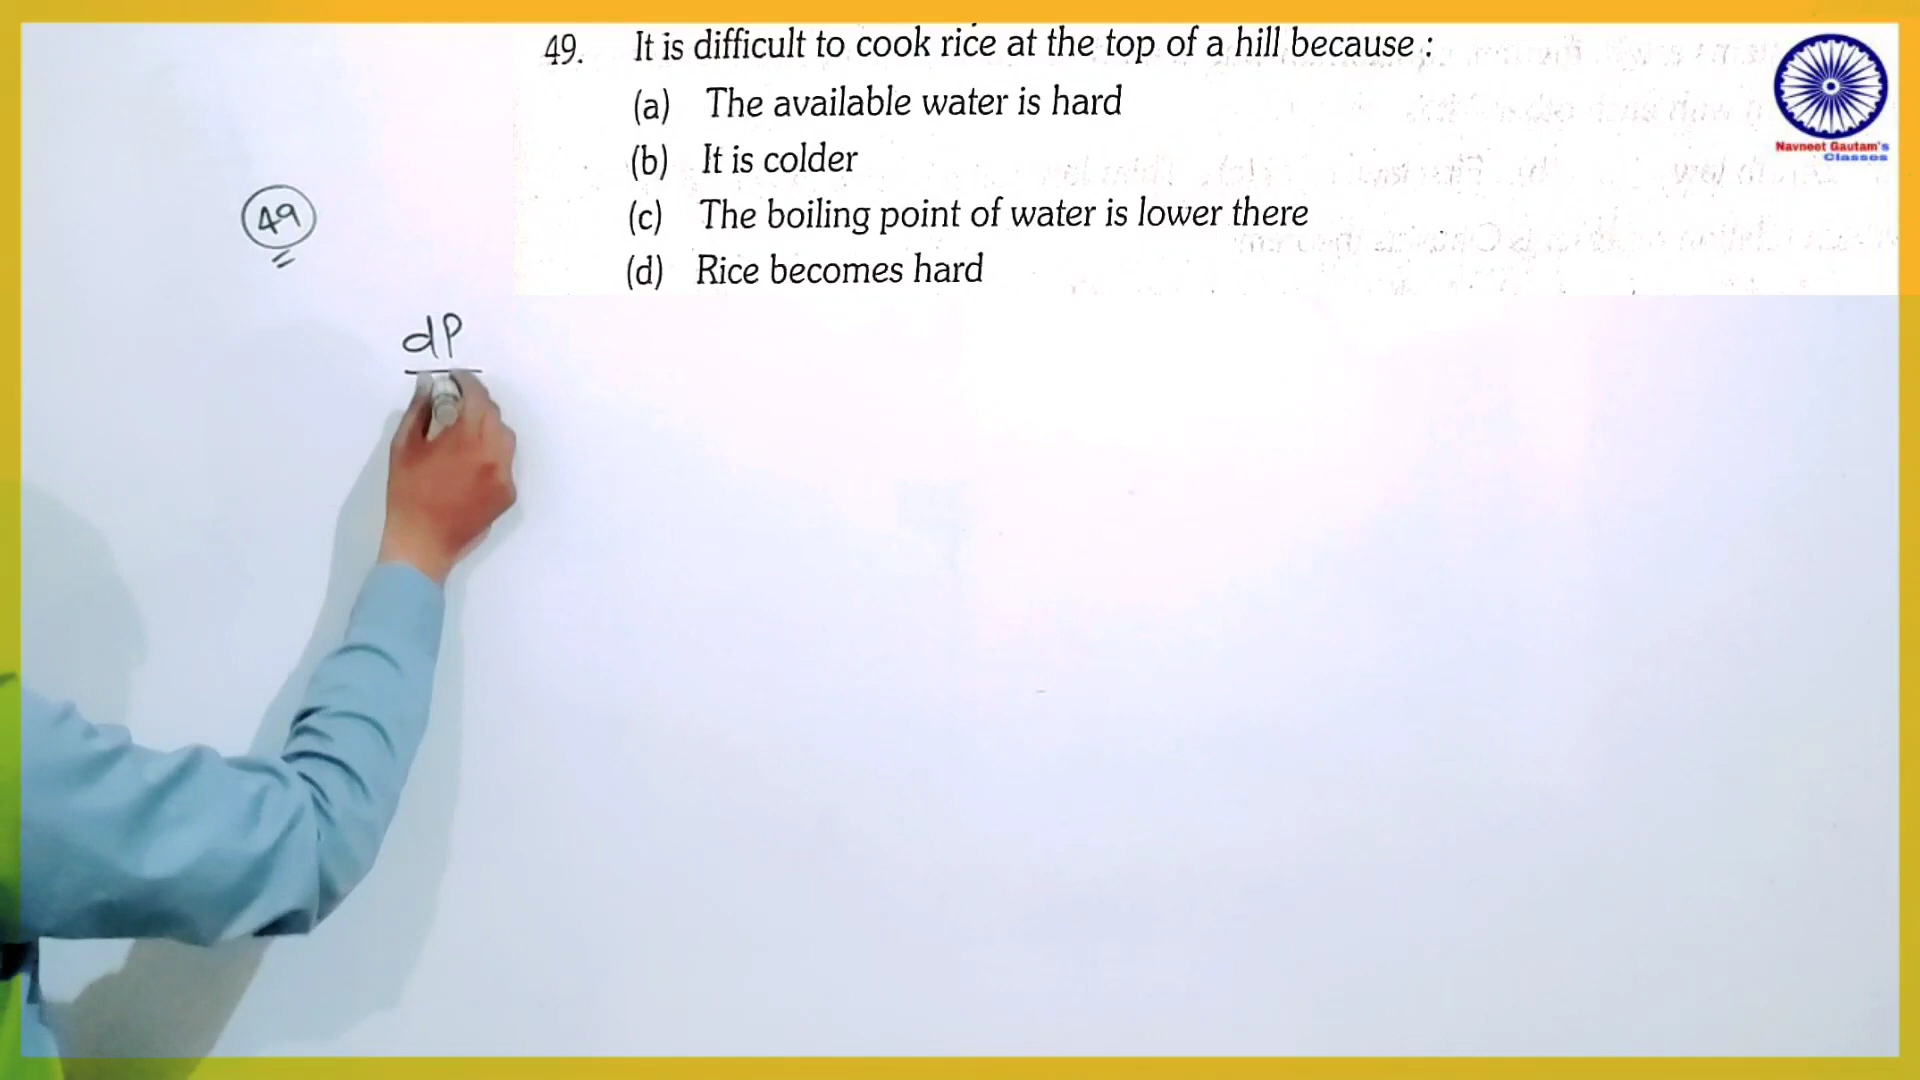 49. It is difficult to cook rice at the top of a hill because :
(a) The available water is hard
(b) It is colder
(c) The boiling point of water is lower there
(d) Rice becomes hard
Navneet Gautam's
Classes
49
dP